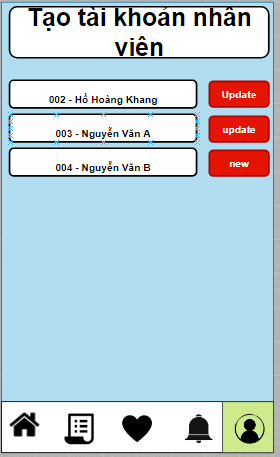 Tạo tài khoản nhân
viên
002 - Hồ Hoàng Khang
Update
003 - Nguyễn Văn A
update
004 - Nguyễn Văn B
new